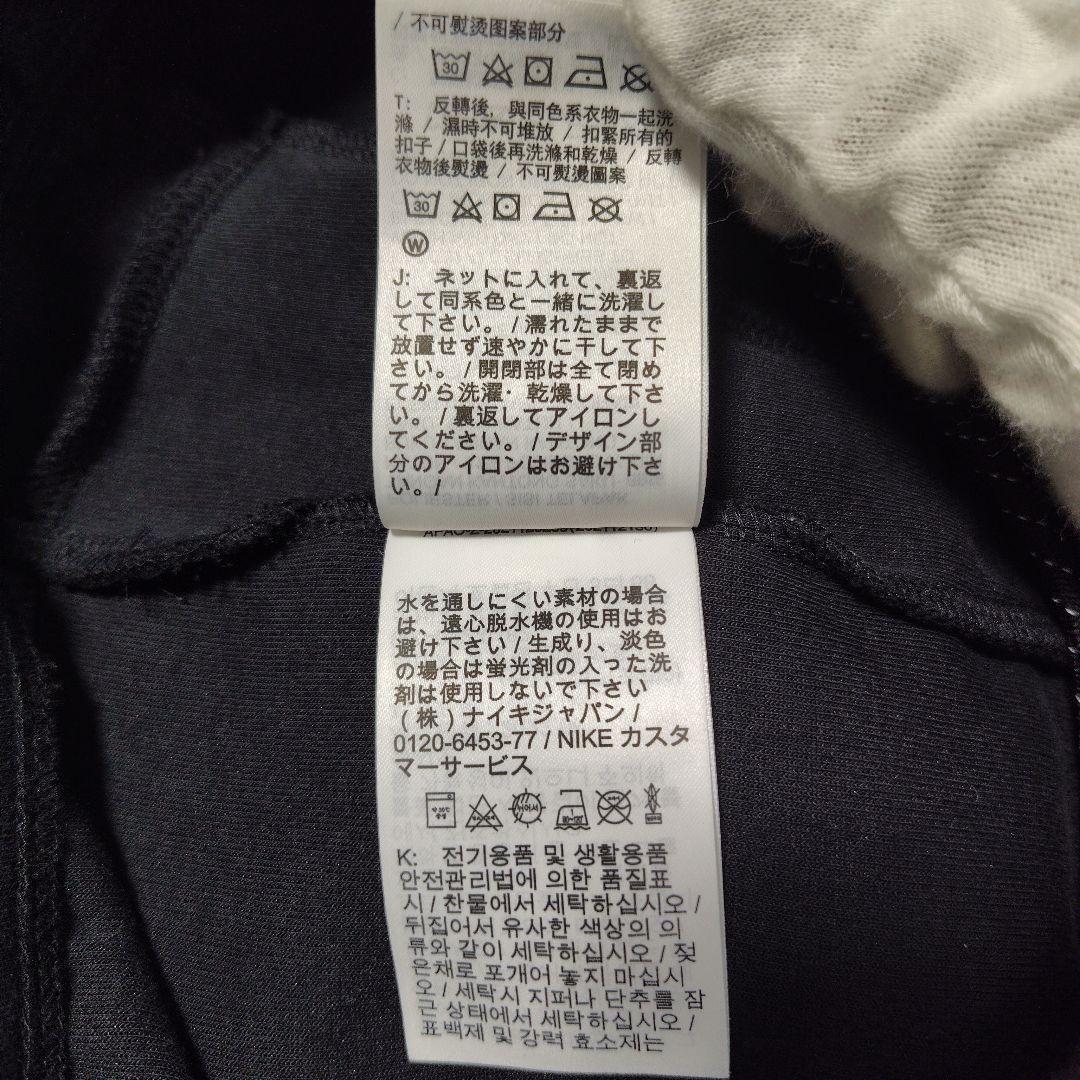 / 不可熨烫图案部分
30
T: 反轉後, 與同色系衣物一起洗
滌 / 濕時不可堆放 / 扣緊所有的
扣子 / 口袋後再洗滌和乾燥 / 反轉
衣物後熨燙 / 不可熨燙圖案
30
W
J: ネットに入れて、裏返
して同系色と一緒に洗濯し
て下さい。/ 濡れたままで
放置せず速やかに干して下
さい。/ 開閉部は全て閉め
てから洗濯・乾燥して下さ
い。/ 裏返してアイロンし
てください。/ デザイン部
分のアイロンはお避け下さ
い。/
水を通しにくい素材の場合
は、遠心脱水機の使用はお
避け下さい / 生成り、淡色
の場合は蛍光剤の入った洗
剤は使用しないで下さい
(株) ナイキジャパン /
0120-6453-77 / NIKE カスタ
マーサービス
K: 전기용품 및 생활용품
안전관리법에 의한 품질표
시 / 찬물에서 세탁하십시오 /
뒤집어서 유사한 색상의 의
류와 같이 세탁하십시오 / 젖
은채로 포개어 놓지 마십시
오 / 세탁시 지퍼나 단추를 잠
근 상태에서 세탁하십시오 /
표백제 및 강력 효소제는